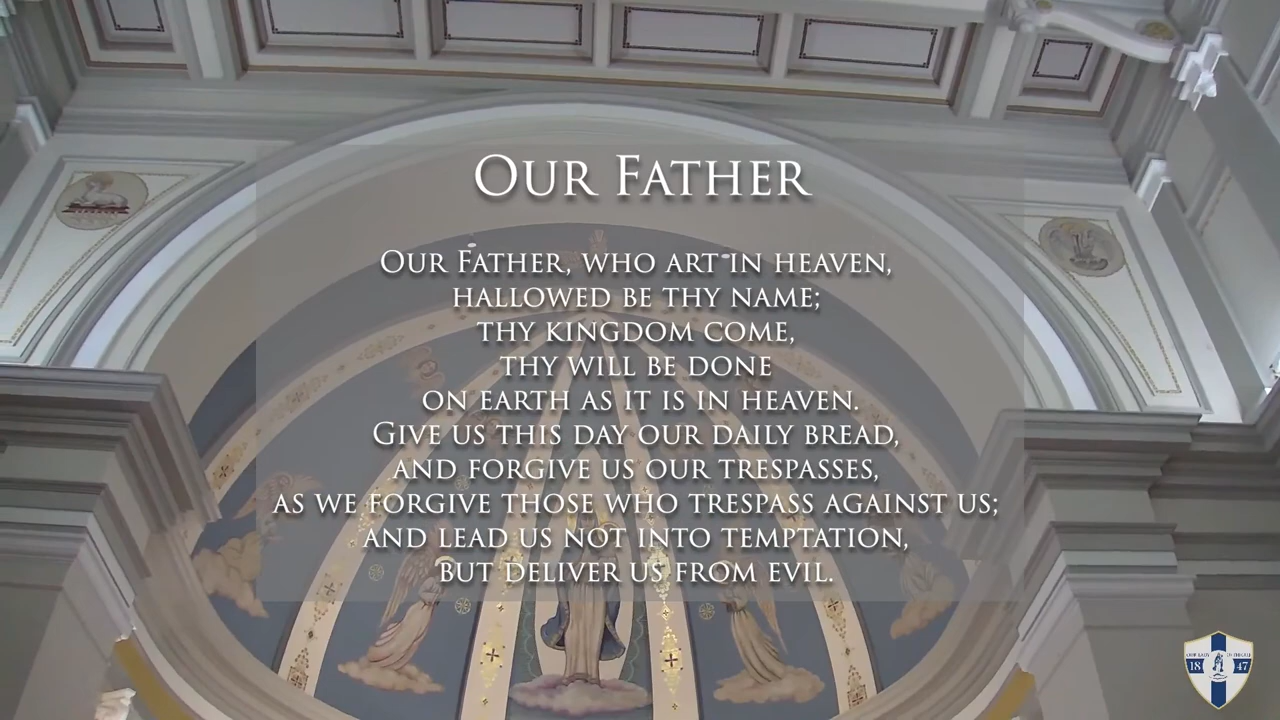 Our Father
Our Father, who art in heaven,
hallowed be thy name;
thy kingdom come,
thy will be done
on earth as it is in heaven.
Give us this day our daily bread,
and forgive us our trespasses,
as we forgive those who trespass against us;
and lead us not into temptation,
but deliver us from evil.
18 47